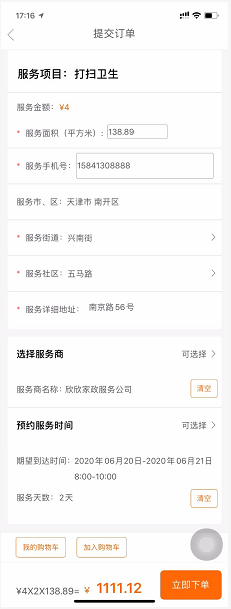 17:16
提交订单
服务项目：打扫卫生
服务金额：¥4
* 服务面积（平方米）：138.89
* 服务手机号：15841308888
服务市、区：天津市 南开区
* 服务街道：兴南街
* 服务社区：五马路
* 服务详细地址： 南京路56号
选择服务商 可选择
服务商名称：欣欣家政服务公司 清空
预约服务时间 可选择
期望到达时间：2020年06月20日-2020年06月21日
8:00-10:00
服务天数：2天 清空
我的购物车 加入购物车
¥4X2X138.89= ¥ 1111.12 立即下单